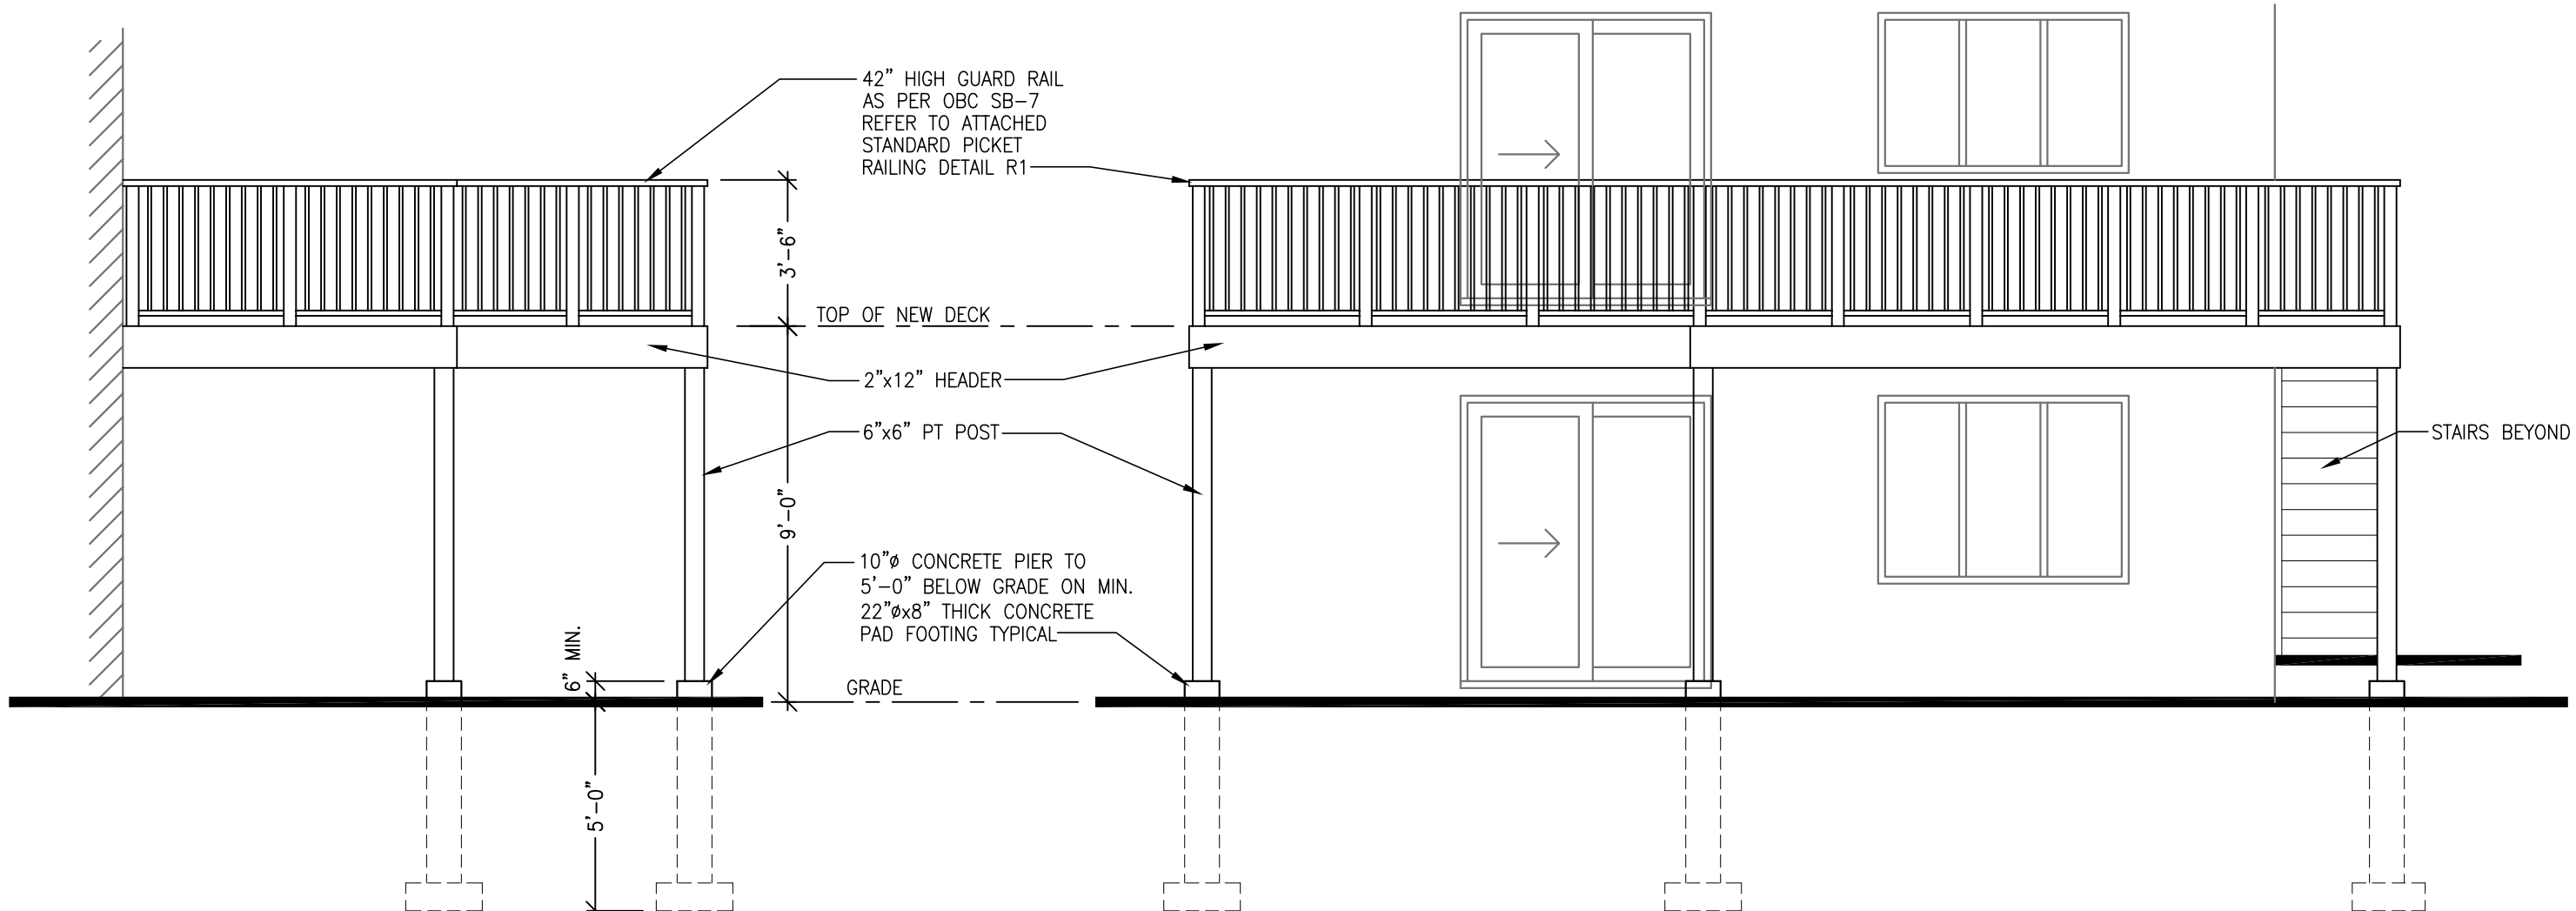 42" HIGH GUARD RAIL
AS PER OBC SB-7
REFER TO ATTACHED
STANDARD PICKET
RAILING DETAIL R1
3'-6"
TOP OF NEW DECK
2"x12" HEADER
6"x6" PT POST
STAIRS BEYOND
9'-0"
10"ø CONCRETE PIER TO
5'-0" BELOW GRADE ON MIN.
22"øx8" THICK CONCRETE
PAD FOOTING TYPICAL
6" MIN.
GRADE
5'-0"